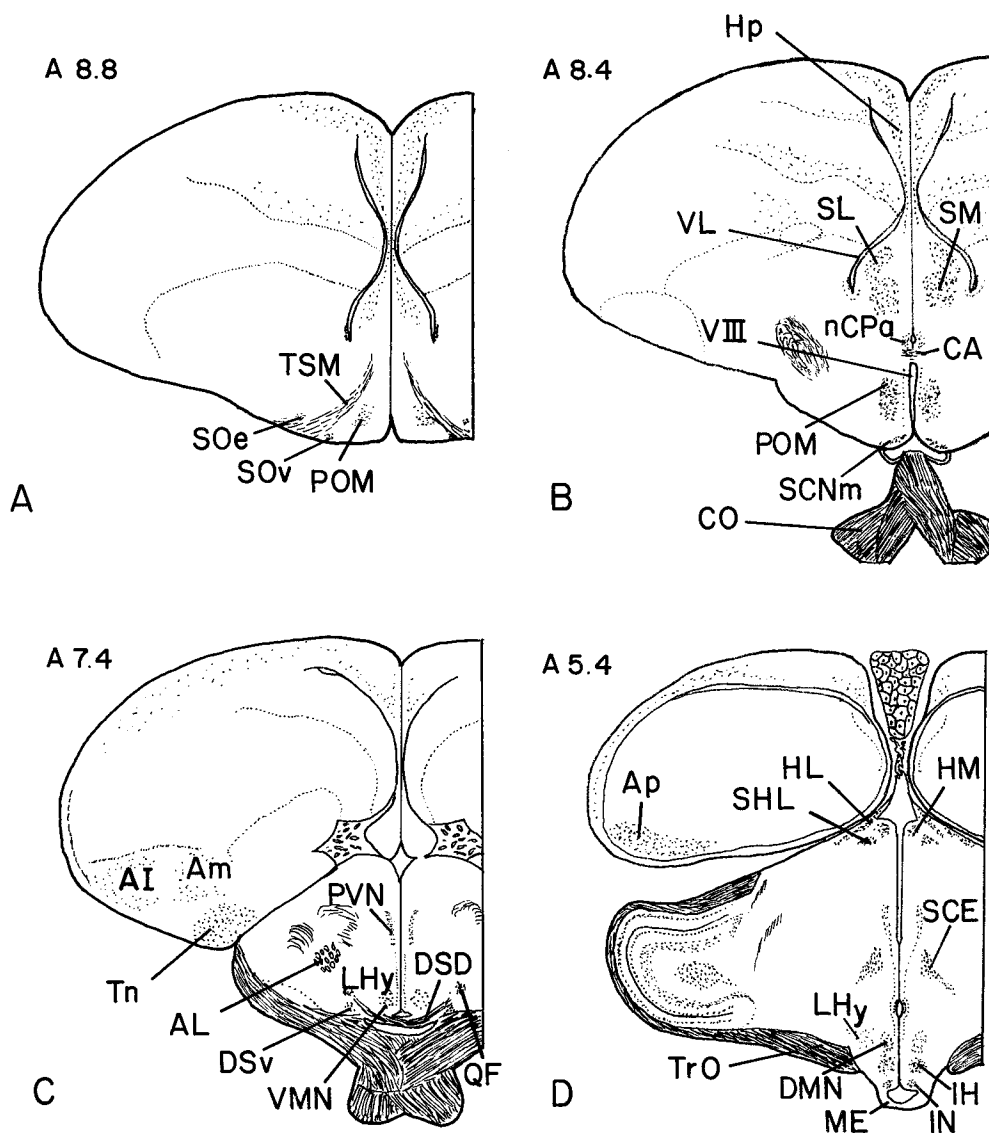 A 8.8
TSM
SOe
SOv
POM
A
A 8.4
Hp
VL
SL
SM
nCPa
VIII
CA
POM
SCNm
CO
B
A 7.4
AI
Am
PVN
Tn
LHy
DSD
AL
DSv
VMN
QF
C
A 5.4
Ap
HL
HM
SHL
SCE
LHy
TrO
DMN
IH
ME
IN
D